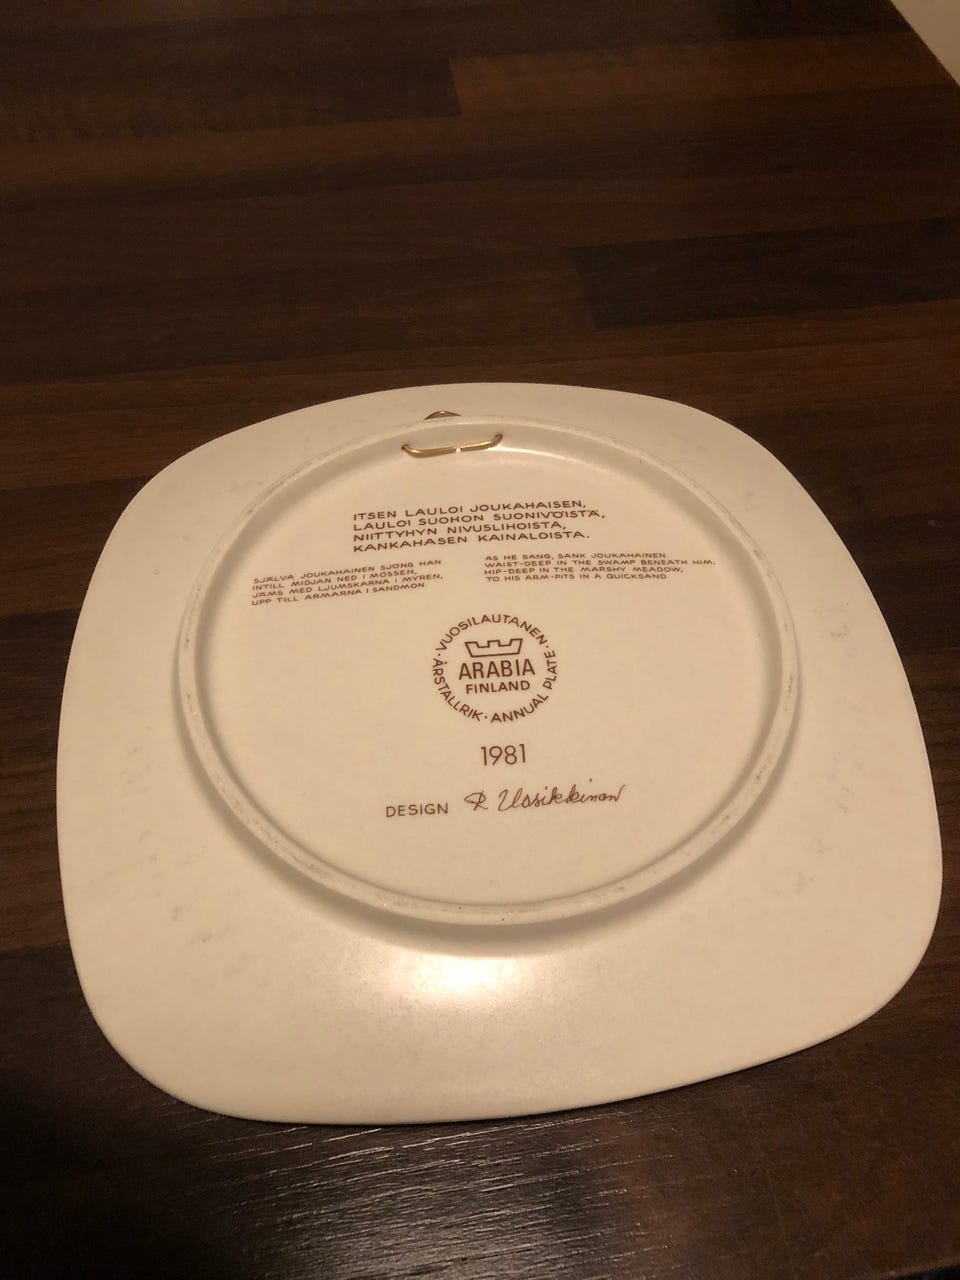 ITSEN LAULOI JOUKAHAISEN,
LAULOI SUOHON SUONIVÖISTÄ,
NIITTYHYN NIVUSLIHOISTA,
KANKAHASEN KAINALOISTA.
SJÄLVA JOUKAHAINEN SJÖNG HAN
INTILL MIDJAN NED I MOSSEN,
JÄMS MED LJUMSKARNA I MYREN,
UPP TILL ARMARNA I SANDMON.
AS HE SANG, SANK JOUKAHAINEN
WAIST-DEEP IN THE SWAMP BENEATH HIM,
HIP-DEEP IN THE MARSHY MEADOW,
TO HIS ARM-PITS IN A QUICKSAND.
VUOSILAUTANEN · ANNUAL PLATE · ÅRSTALLRIK ·
ARABIA
FINLAND
1981
DESIGN R Uosikkinen